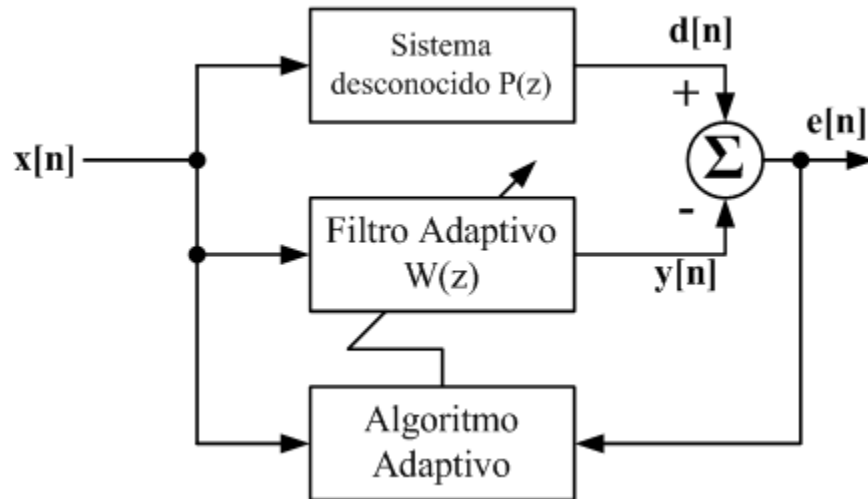 Sistema
desconocido P(z)
d[n]
+
e[n]
x[n]
Σ
-
Filtro Adaptivo
W(z)
y[n]
Algoritmo
Adaptivo